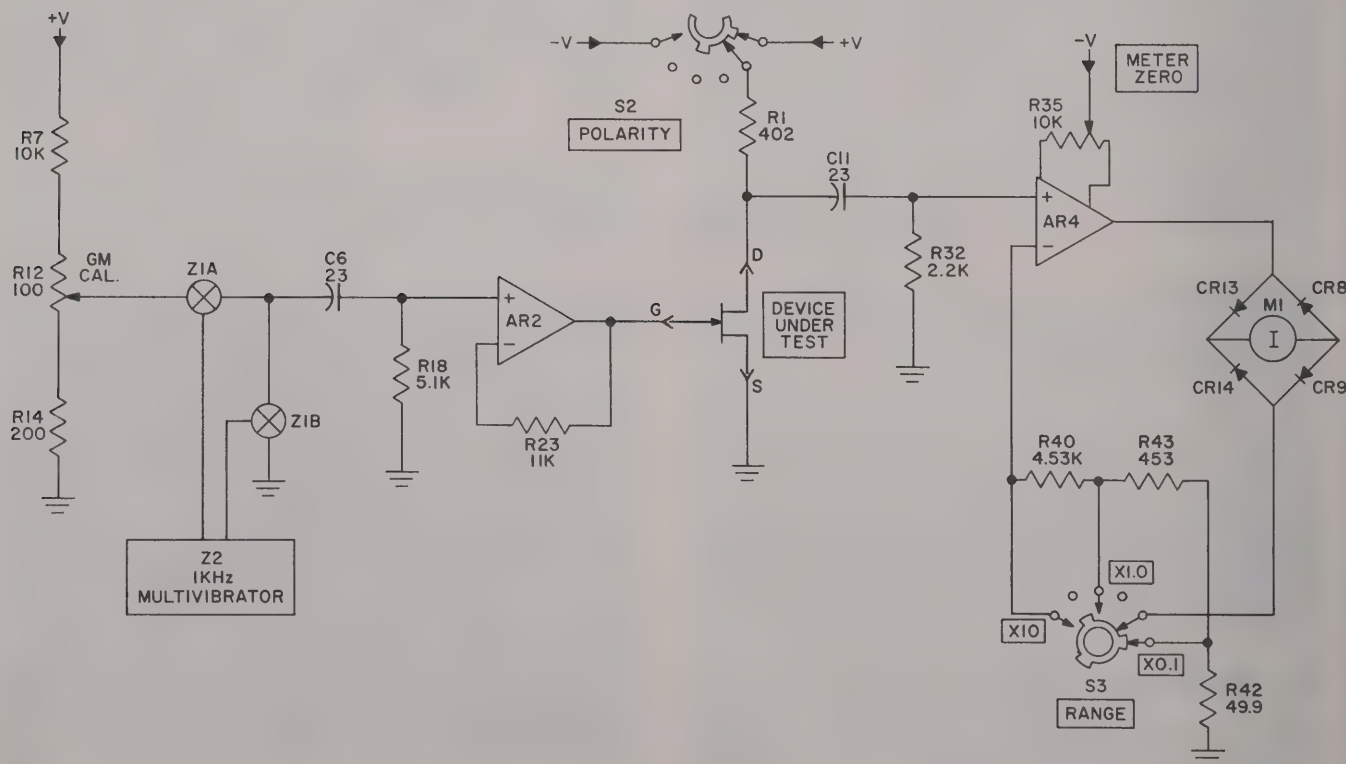 +V
R7
10K
R12
100
GM
CAL.
R14
200
Z1A
Z1B
Z2
1KHz
MULTIVIBRATOR
C6
23
R18
5.1K
+
AR2
−
R23
11K
-V
+V
S2
POLARITY
R1
402
C11
23
D
G
S
DEVICE
UNDER
TEST
R32
2.2K
-V
METER
ZERO
R35
10K
+
AR4
−
CR13
CR8
M1
I
CR14
CR9
R40
4.53K
R43
453
X1.0
X10
X0.1
S3
RANGE
R42
49.9